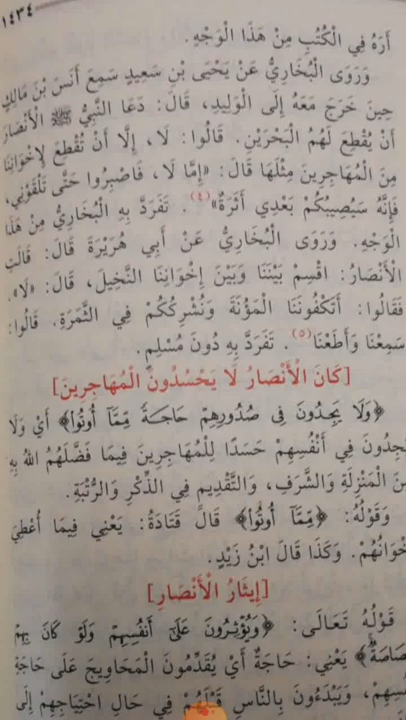 ١٤٣٤
أَرَهُ فِي الْكُتُبِ مِنْ هَذَا الْوَجْهِ.
وَرَوَى الْبُخَارِيُّ عَنْ يَحْيَى بْنِ سَعِيدٍ سَمِعَ أَنَسَ بْنَ مَالِكٍ
حِينَ خَرَجَ مَعَهُ إِلَى الْوَلِيدِ، قَالَ: دَعَا النَّبِيُّ ﷺ الْأَنْصَارَ
أَنْ يُقْطِعَ لَهُمُ الْبَحْرَيْنِ. قَالُوا: لَا، إِلَّا أَنْ تُقْطِعَ لِإِخْوَانِنَا
مِنَ الْمُهَاجِرِينَ مِثْلَهَا قَالَ: «إِمَّا لَا، فَاصْبِرُوا حَتَّى تَلْقَوْنِي،
فَإِنَّهُ سَيُصِيبُكُمْ بَعْدِي أَثَرَةٌ»(٤). تَفَرَّدَ بِهِ الْبُخَارِيُّ مِنْ هَذَا
الْوَجْهِ. وَرَوَى الْبُخَارِيُّ عَنْ أَبِي هُرَيْرَةَ قَالَ: قَالَتِ
الْأَنْصَارُ: اقْسِمْ بَيْنَنَا وَبَيْنَ إِخْوَانِنَا النَّخِيلَ، قَالَ: «لَا».
فَقَالُوا: أَتَكْفُونَنَا الْمَؤُنَةَ وَنُشْرِكُكُمْ فِي الثَّمَرَةِ. قَالُوا:
سَمِعْنَا وَأَطَعْنَا(٥). تَفَرَّدَ بِهِ دُونَ مُسْلِمٍ.
[كَانَ الْأَنْصَارُ لَا يَحْسُدُونَ الْمُهَاجِرِينَ]
﴿وَلَا يَجِدُونَ فِي صُدُورِهِمْ حَاجَةً مِّمَّا أُوتُوا﴾ أَيْ وَلَا
يَجِدُونَ فِي أَنْفُسِهِمْ حَسَدًا لِلْمُهَاجِرِينَ فِيمَا فَضَّلَهُمُ اللهُ بِهِ
مِنَ الْمَنْزِلَةِ وَالشَّرَفِ، وَالتَّقْدِيمِ فِي الذِّكْرِ وَالرُّتْبَةِ.
وَقَوْلُهُ: ﴿مِّمَّا أُوتُوا﴾ قَالَ قَتَادَةُ: يَعْنِي فِيمَا أُعْطِيَ
إِخْوَانُهُمْ. وَكَذَا قَالَ ابْنُ زَيْدٍ.
[إِيثَارُ الْأَنْصَارِ]
قَوْلُهُ تَعَالَى: ﴿وَيُؤْثِرُونَ عَلَى أَنفُسِهِمْ وَلَوْ كَانَ بِهِمْ
خَصَاصَةٌ﴾ يَعْنِي: حَاجَةٌ أَيْ يُقَدِّمُونَ الْمَحَاوِيجَ عَلَى حَاجَةِ
أَنْفُسِهِمْ، وَيَبْدَءُونَ بِالنَّاسِ قَبْلَهُمْ فِي حَالِ احْتِيَاجِهِمْ إِلَى